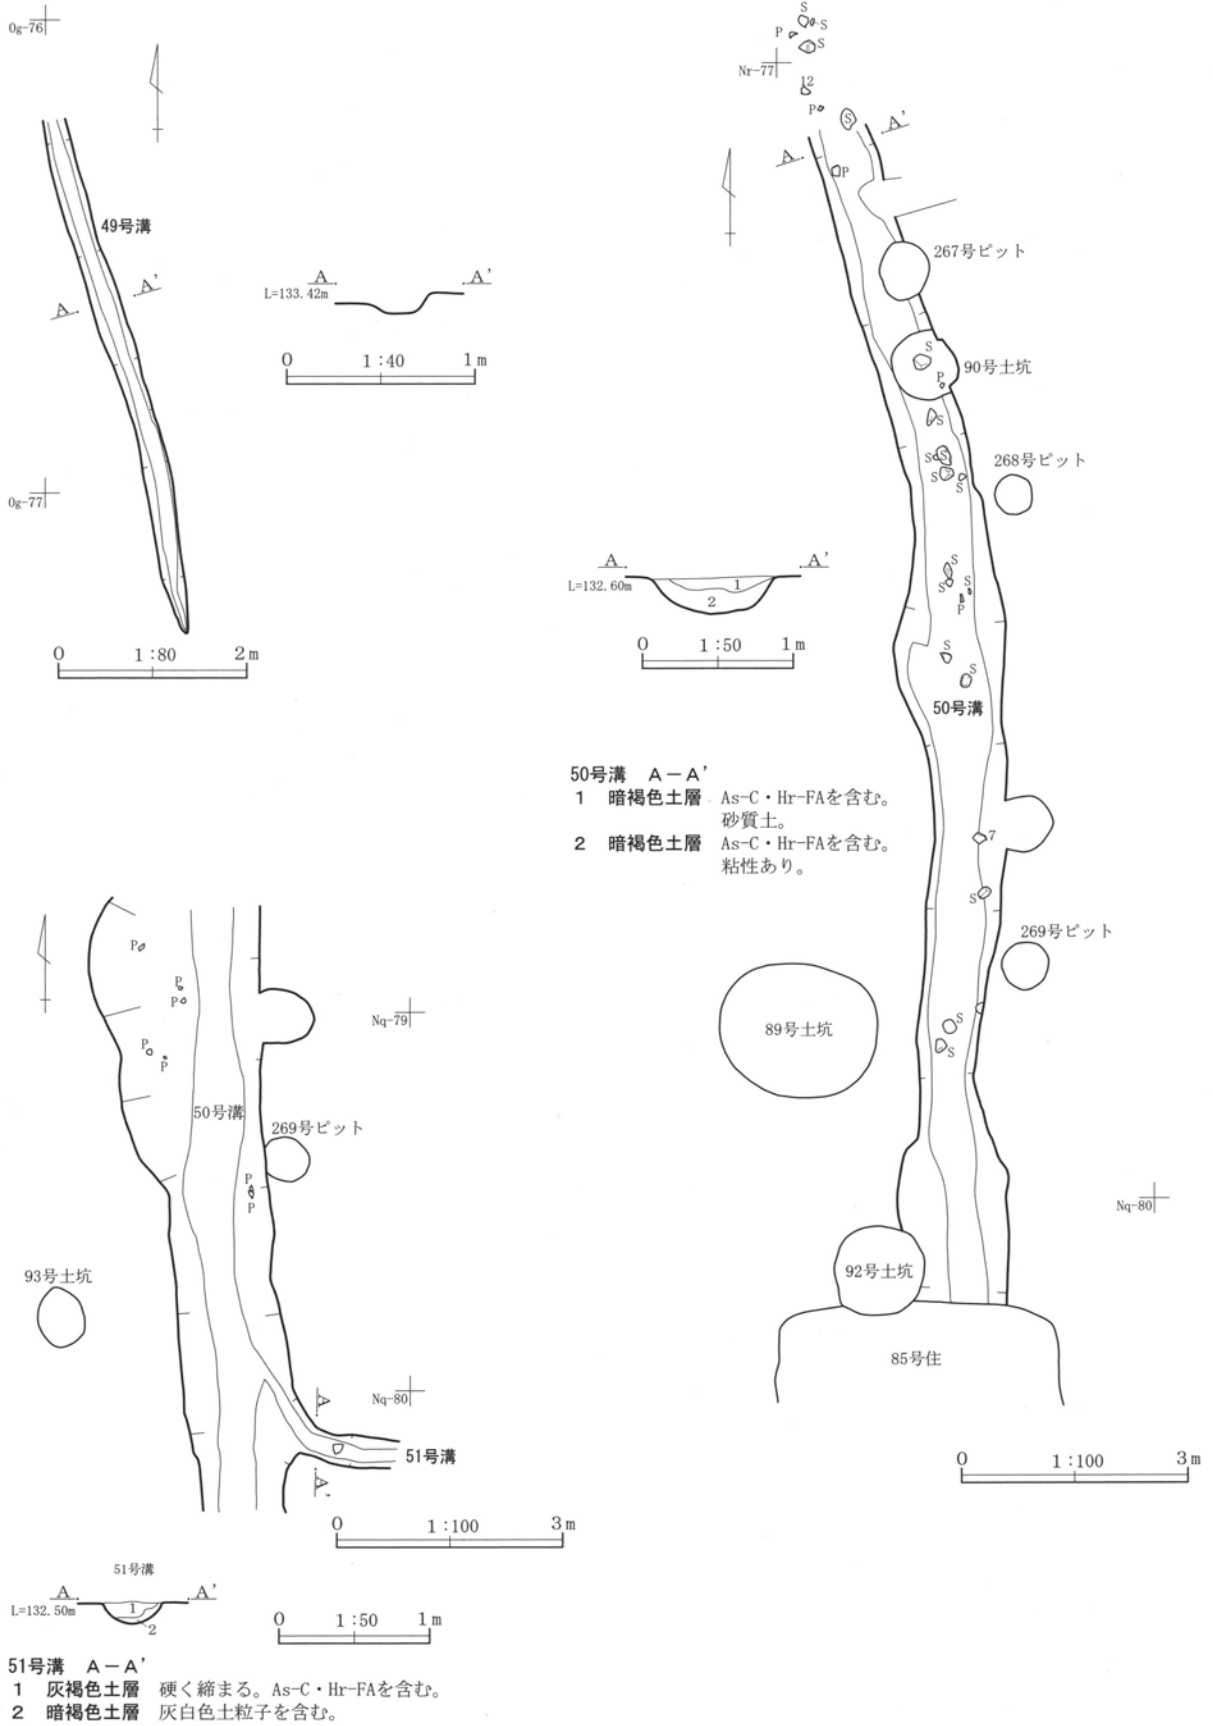 Og-76
49号溝
A
A'
Og-77
0 1:80 2m
A A'
L=133.42m
0 1:40 1m
S
S
P
S
Nr-77
12
P
S
A'
A
P
267号ピット
S
90号土坑
P
S
S
S
268号ピット
S
S
S
S
S
P
S
S
50号溝
7
S
269号ピット
89号土坑
S
S
Nq-80
92号土坑
85号住
0 1:100 3m
A A'
L=132.60m
1
2
0 1:50 1m
50号溝 A-A'
1 暗褐色土層 As-C・Hr-FAを含む。
砂質土。
2 暗褐色土層 As-C・Hr-FAを含む。
粘性あり。
P
P
P
Nq-79
P
P
50号溝
269号ピット
P
P
93号土坑
A
Nq-80
51号溝
A'
0 1:100 3m
51号溝
A A'
L=132.50m
1
2
0 1:50 1m
51号溝 A-A'
1 灰褐色土層 硬く締まる。As-C・Hr-FAを含む。
2 暗褐色土層 灰白色土粒子を含む。